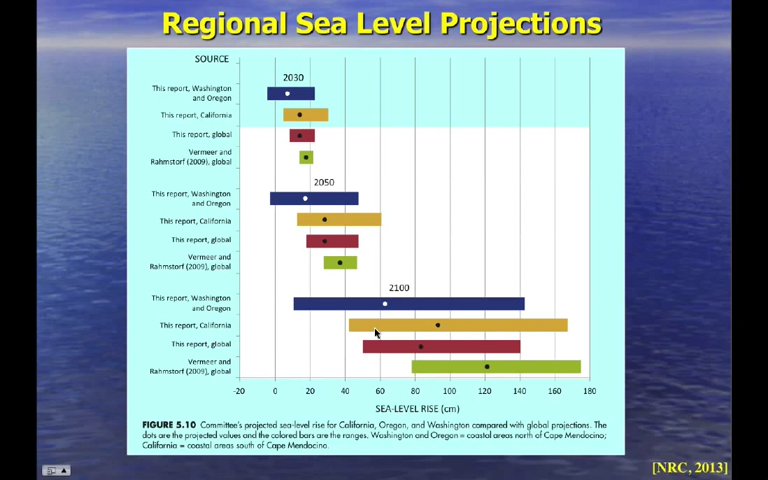 Regional Sea Level Projections
SOURCE
2030
This report, Washington
and Oregon
This report, California
This report, global
Vermeer and
Rahmstorf (2009), global
2050
This report, Washington
and Oregon
This report, California
This report, global
Vermeer and
Rahmstorf (2009), global
2100
This report, Washington
and Oregon
This report, California
This report, global
Vermeer and
Rahmstorf (2009), global
-20 0 20 40 60 80 100 120 140 160 180
SEA-LEVEL RISE (cm)
FIGURE 5.10 Committee's projected sea-level rise for California, Oregon, and Washington compared with global projections. The
dots are the projected values and the colored bars are the ranges. Washington and Oregon = coastal areas north of Cape Mendocino;
California = coastal areas south of Cape Mendocino.
[NRC, 2013]